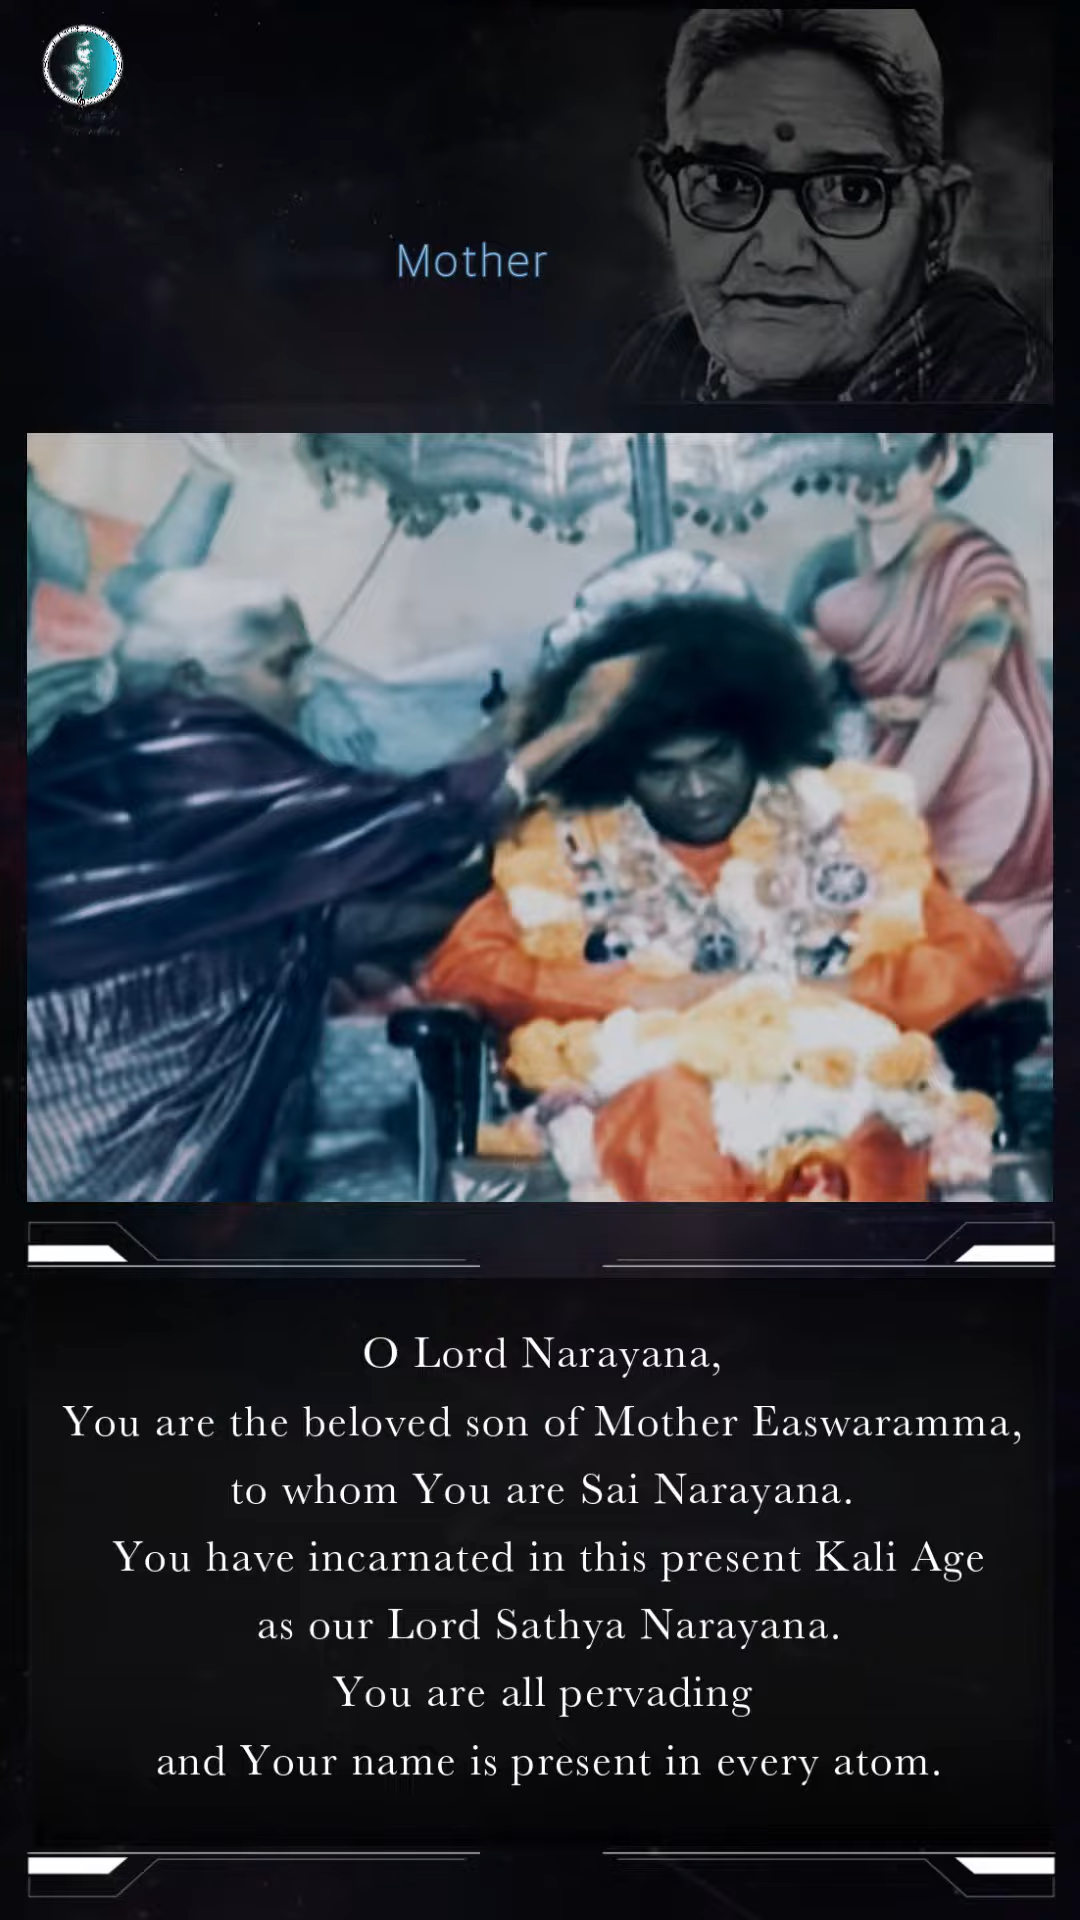 Mother
O Lord Narayana,
You are the beloved son of Mother Easwaramma,
to whom You are Sai Narayana.
You have incarnated in this present Kali Age
as our Lord Sathya Narayana.
You are all pervading
and Your name is present in every atom.